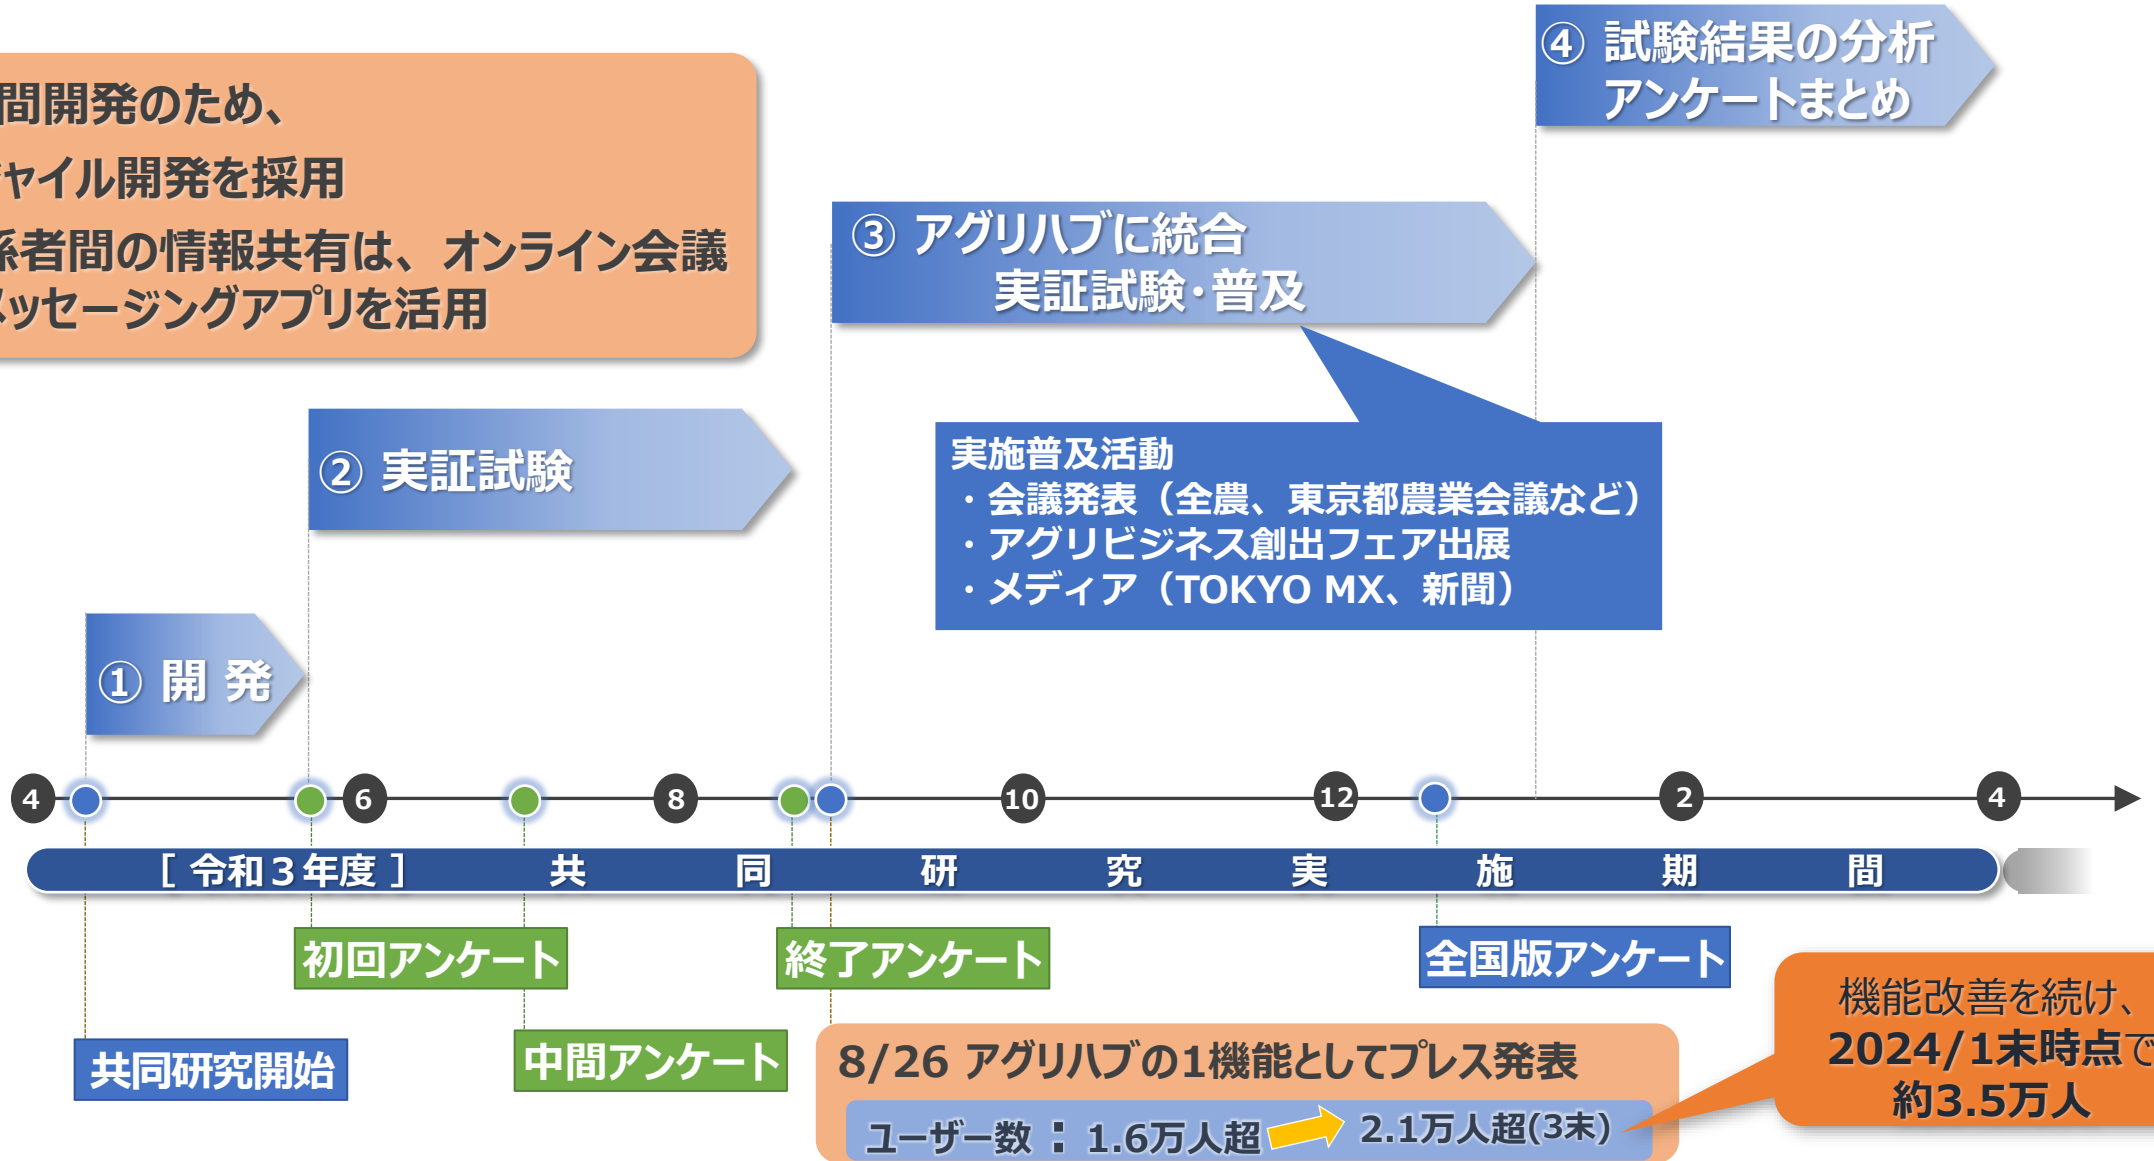 ④ 試験結果の分析
アンケートまとめ
間開発のため、
ャイル開発を採用
係者間の情報共有は、オンライン会議
メッセージングアプリを活用
③ アグリハブに統合
実証試験・普及
② 実証試験
実施普及活動
・会議発表（全農、東京都農業会議など）
・アグリビジネス創出フェア出展
・メディア（TOKYO MX、新聞）
① 開 発
4 6 8 10 12 2 4
［ 令和３年度 ］ 共 同 研 究 実 施 期 間
初回アンケート 終了アンケート 全国版アンケート
共同研究開始 中間アンケート
8/26 アグリハブの1機能としてプレス発表
ユーザー数 ： 1.6万人超 2.1万人超(3末)
機能改善を続け、
2024/1末時点で
約3.5万人